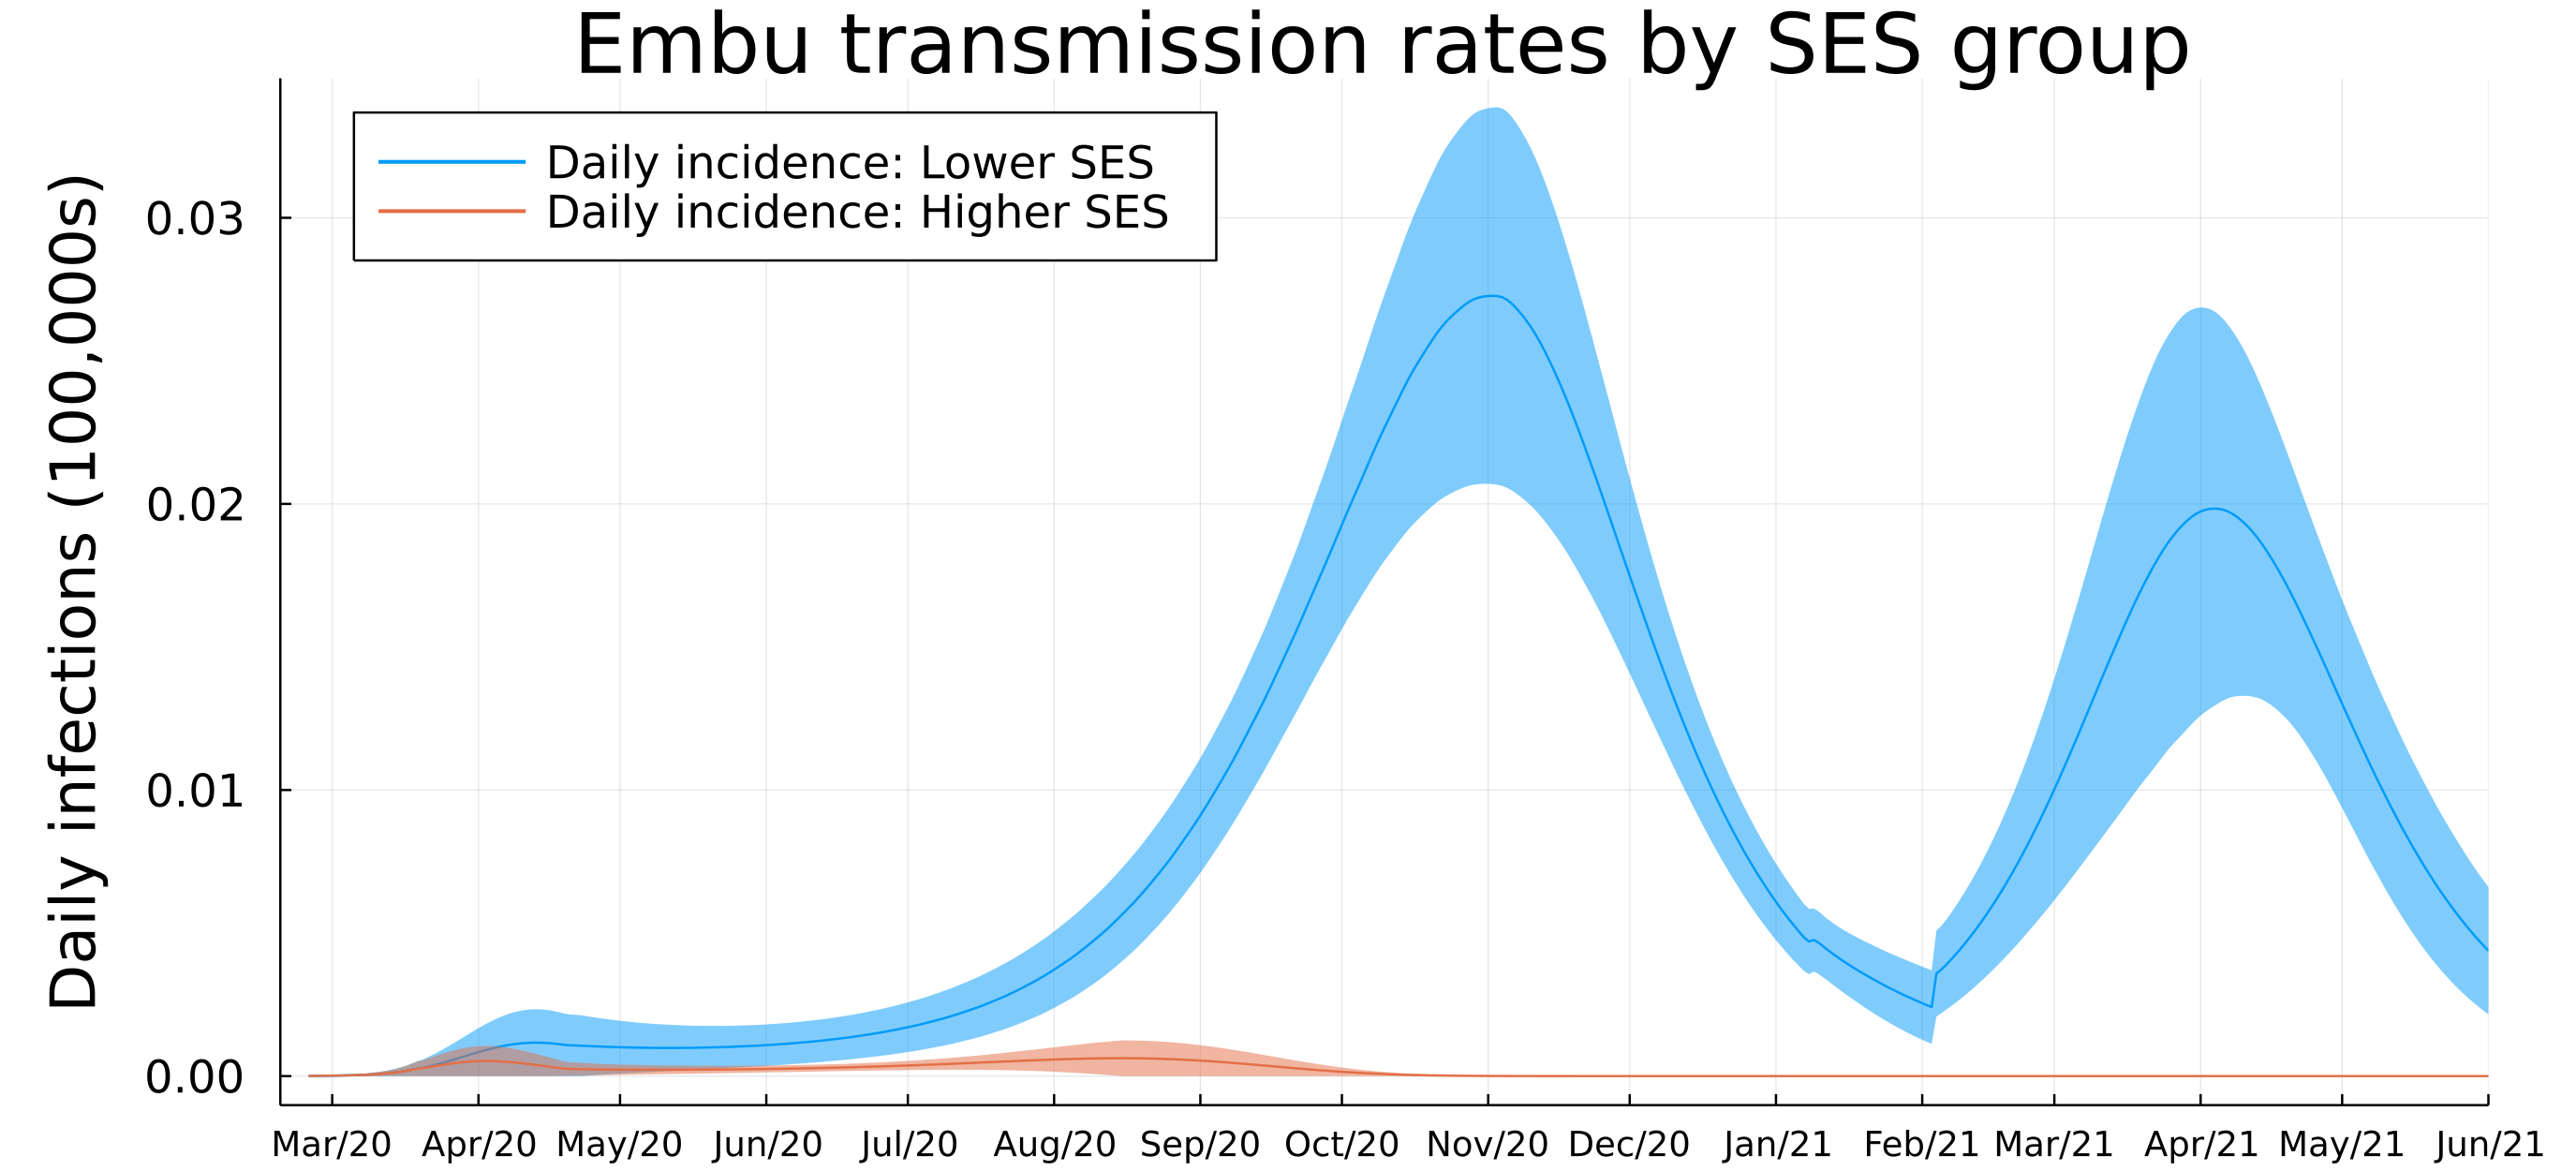 Embu transmission rates by SES group
Daily incidence: Lower SES
Daily incidence: Higher SES
Daily infections (100,000s)
0.03
0.02
0.01
0.00
Mar/20 Apr/20 May/20 Jun/20 Jul/20 Aug/20 Sep/20 Oct/20 Nov/20 Dec/20 Jan/21 Feb/21 Mar/21 Apr/21 May/21 Jun/21